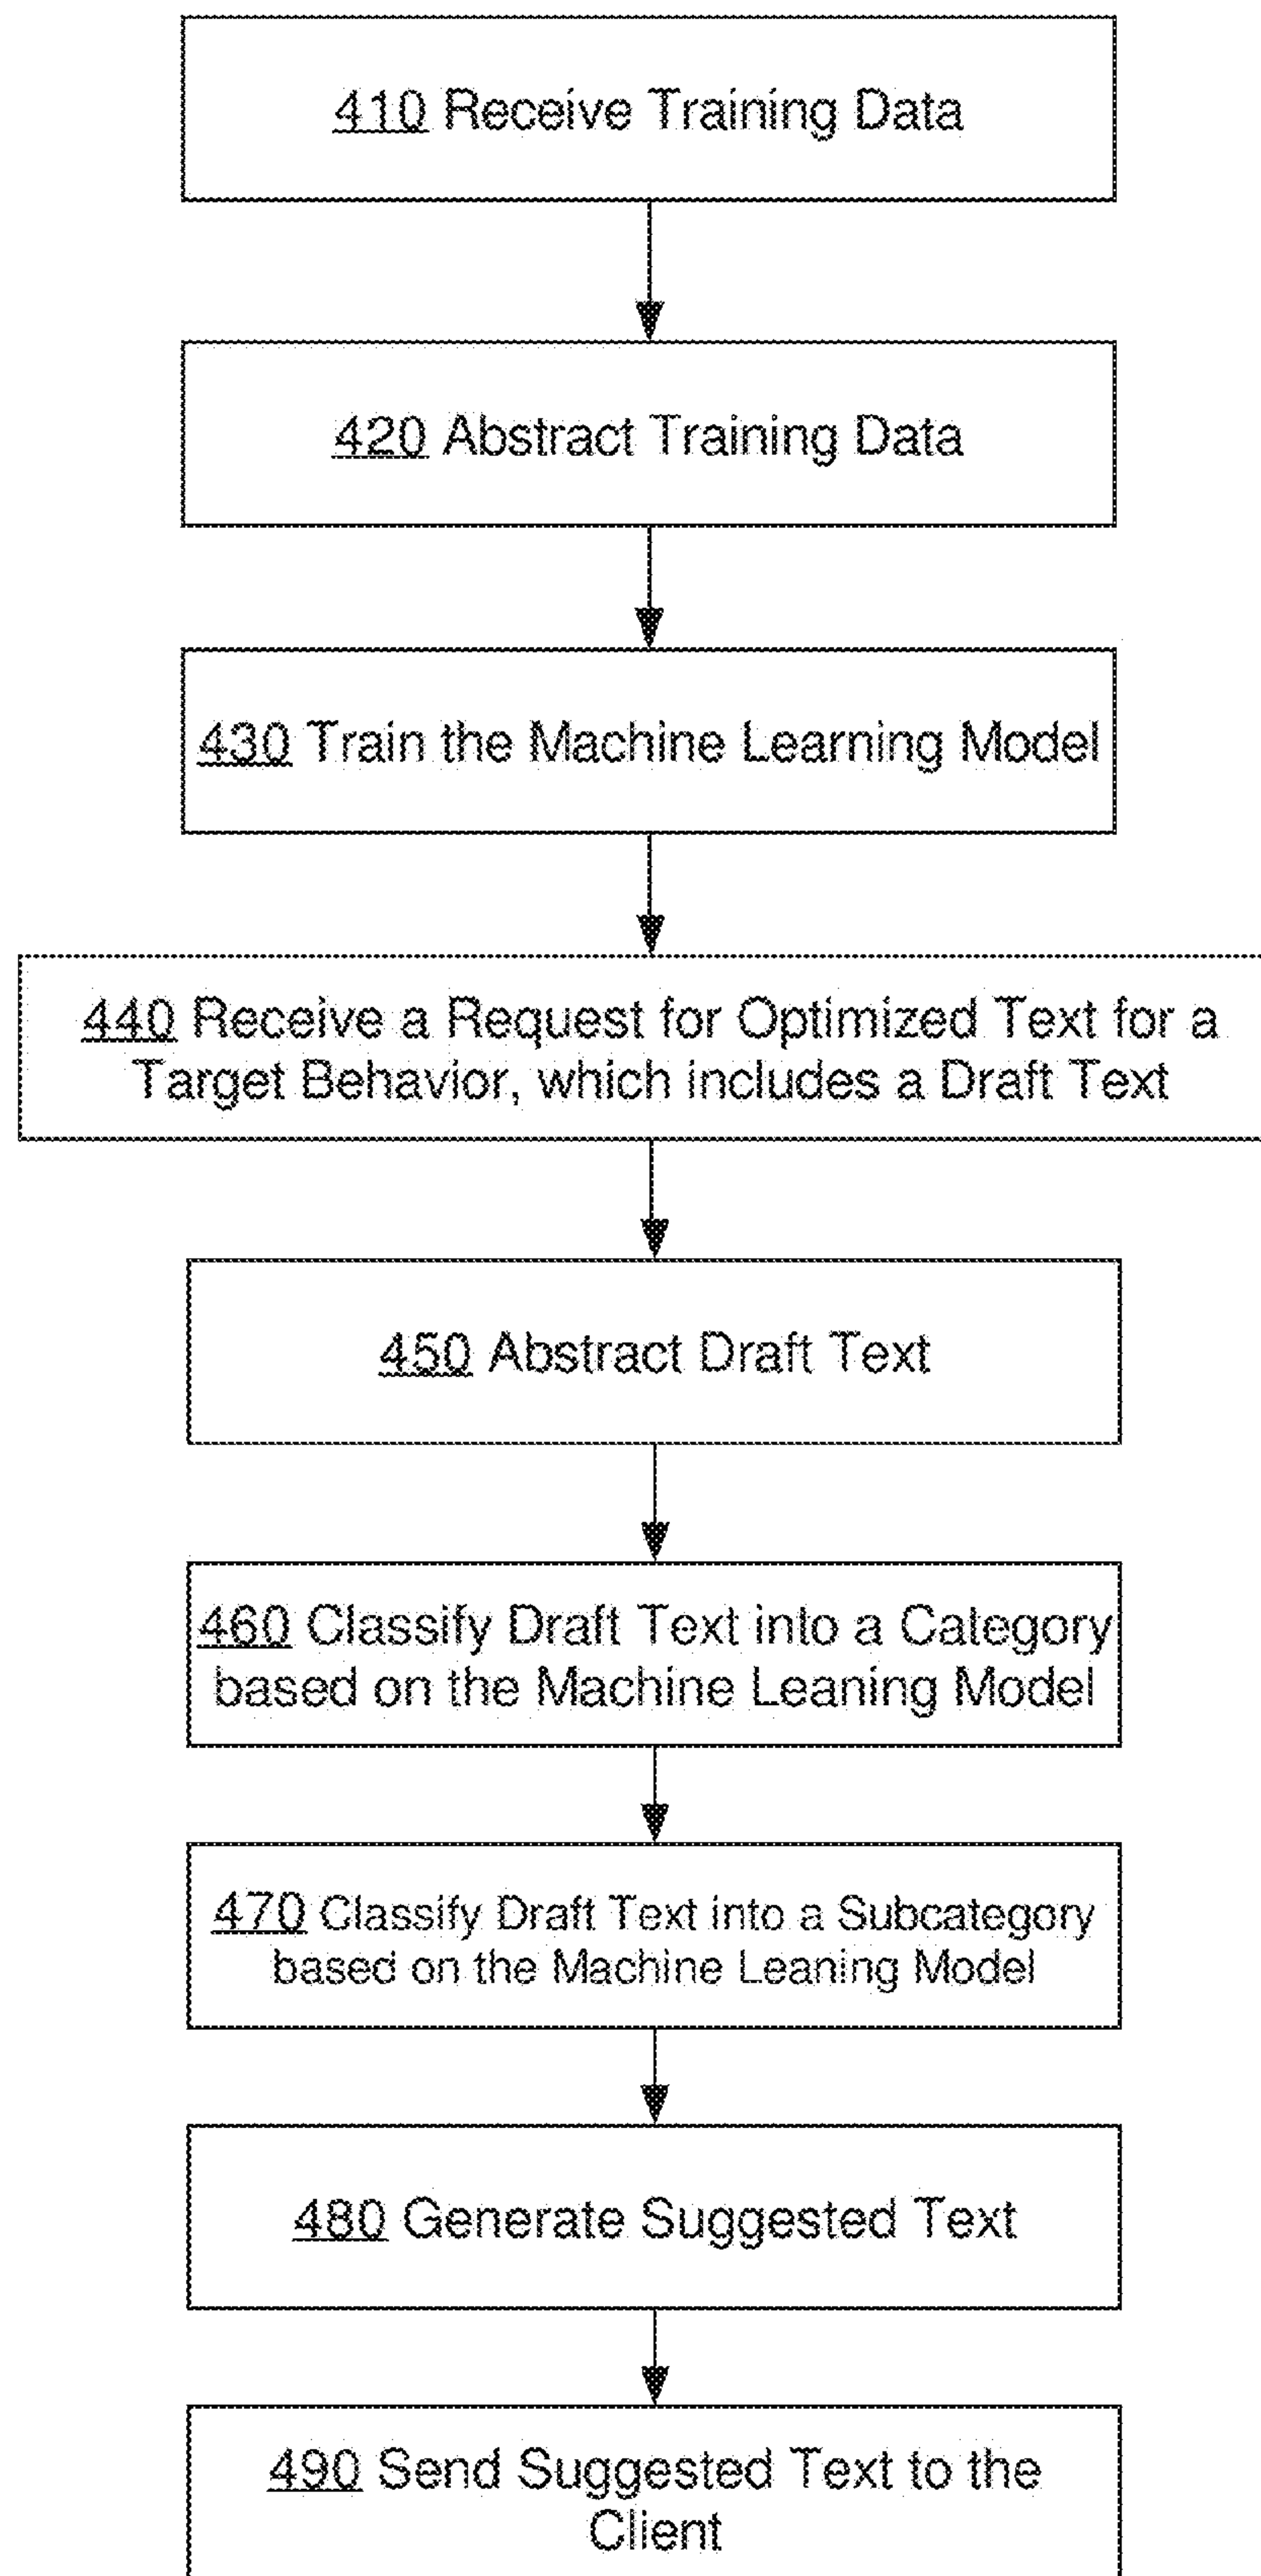 410 Receive Training Data
420 Abstract Training Data
430 Train the Machine Learning Model
440 Receive a Request for Optimized Text for a
Target Behavior, which includes a Draft Text
450 Abstract Draft Text
460 Classify Draft Text into a Category
based on the Machine Leaning Model
470 Classify Draft Text into a Subcategory
based on the Machine Leaning Model
480 Generate Suggested Text
490 Send Suggested Text to the
Client